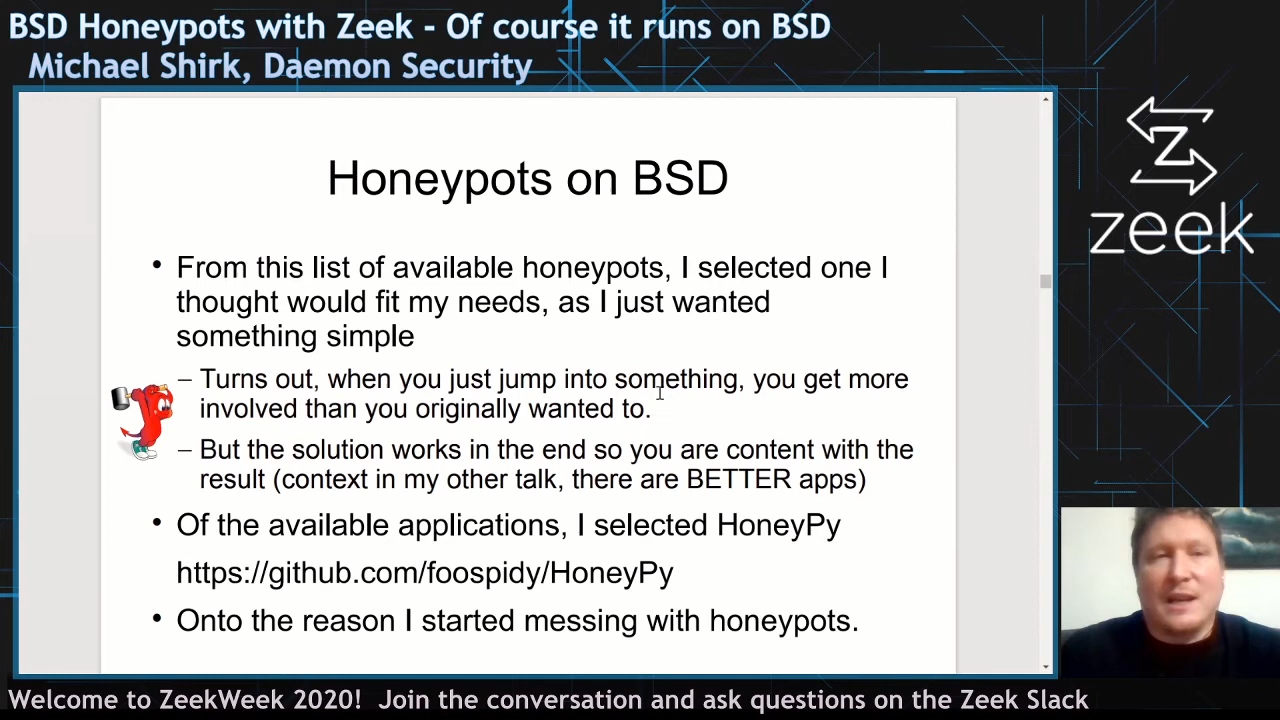 BSD Honeypots with Zeek - Of course it runs on BSD
Michael Shirk, Daemon Security
Honeypots on BSD
• From this list of available honeypots, I selected one I
thought would fit my needs, as I just wanted
something simple
– Turns out, when you just jump into something, you get more
involved than you originally wanted to.
– But the solution works in the end so you are content with the
result (context in my other talk, there are BETTER apps)
• Of the available applications, I selected HoneyPy
https://github.com/foospidy/HoneyPy
• Onto the reason I started messing with honeypots.
Z
zeek
Welcome to ZeekWeek 2020! Join the conversation and ask questions on the Zeek Slack